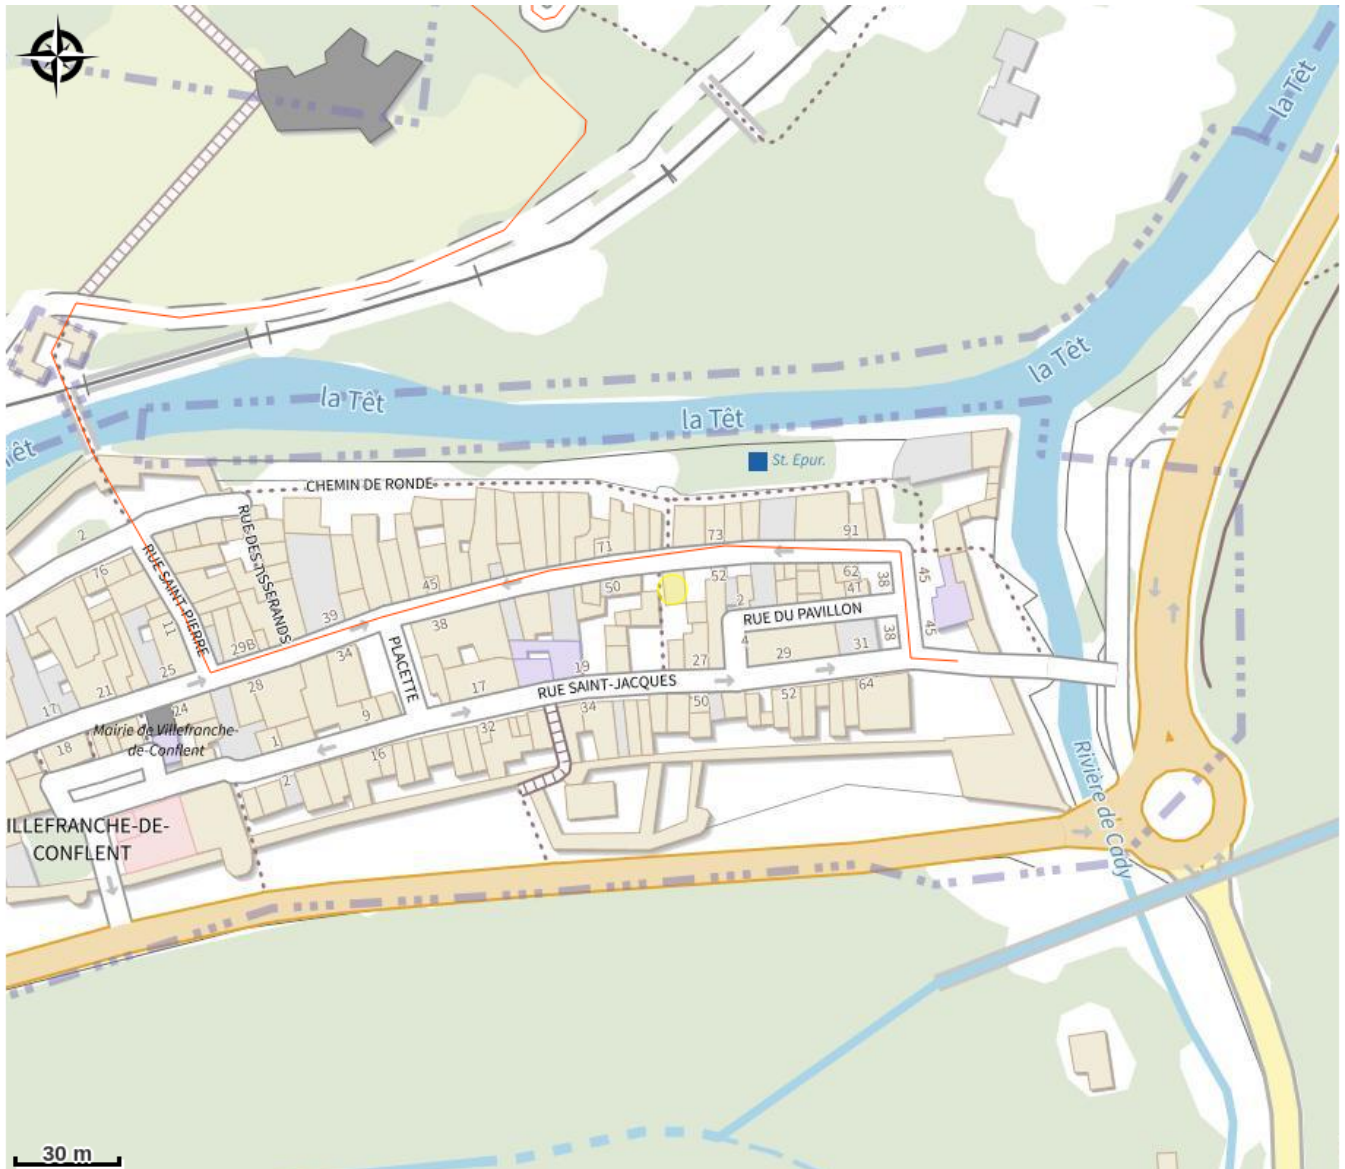 la Têt
la Têt
la Têt
la Têt
êt
St. Epur.
CHEMIN DE RONDE
RUE DES TISSERANDS
RUE SAINT-PIERRE
2
76
11
25
21
17
18
24
29B
28
39
34
45
38
71
50
73
52
91
62
4T
38
45
45
38
2
4
RUE DU PAVILLON
PLACETTE
19
27
29
31
17
9
RUE SAINT-JACQUES
34
50
52
64
32
16
1
2
Mairie de Villefranche-
de-Conflent
ILLEFRANCHE-DE-
CONFLENT
Rivière de Cady
30 m